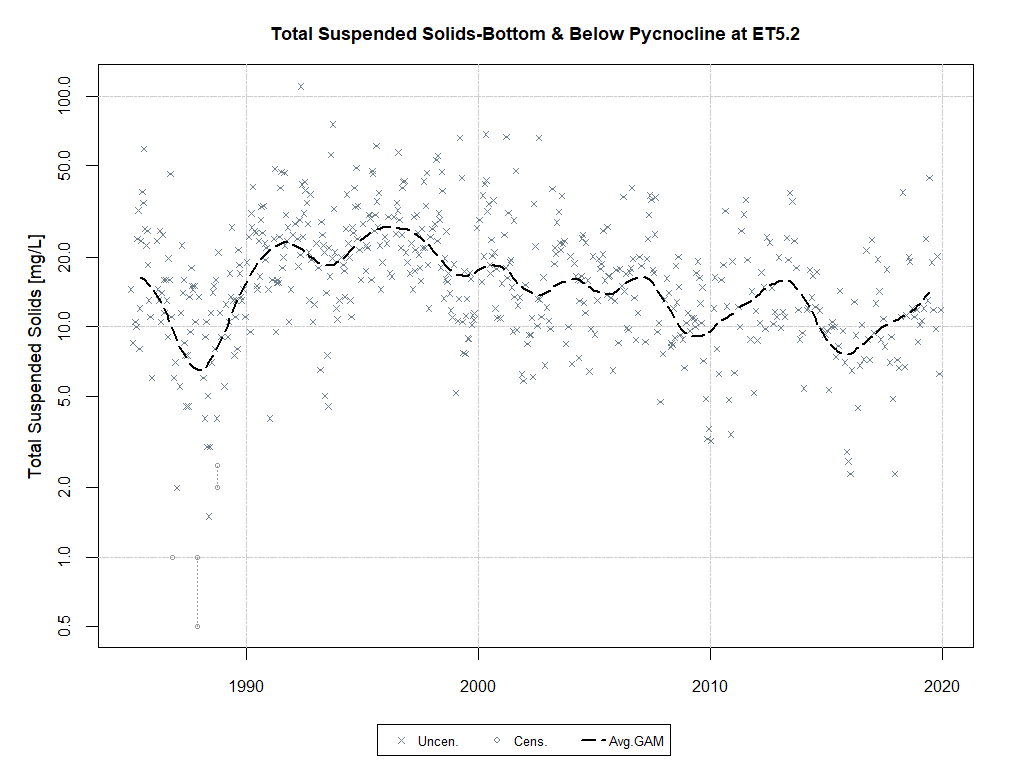 Total Suspended Solids-Bottom & Below Pycnocline at ET5.2
Total Suspended Solids [mg/L]
100.0
50.0
20.0
10.0
5.0
2.0
1.0
0.5
1990 2000 2010 2020
Uncen. Cens. Avg.GAM